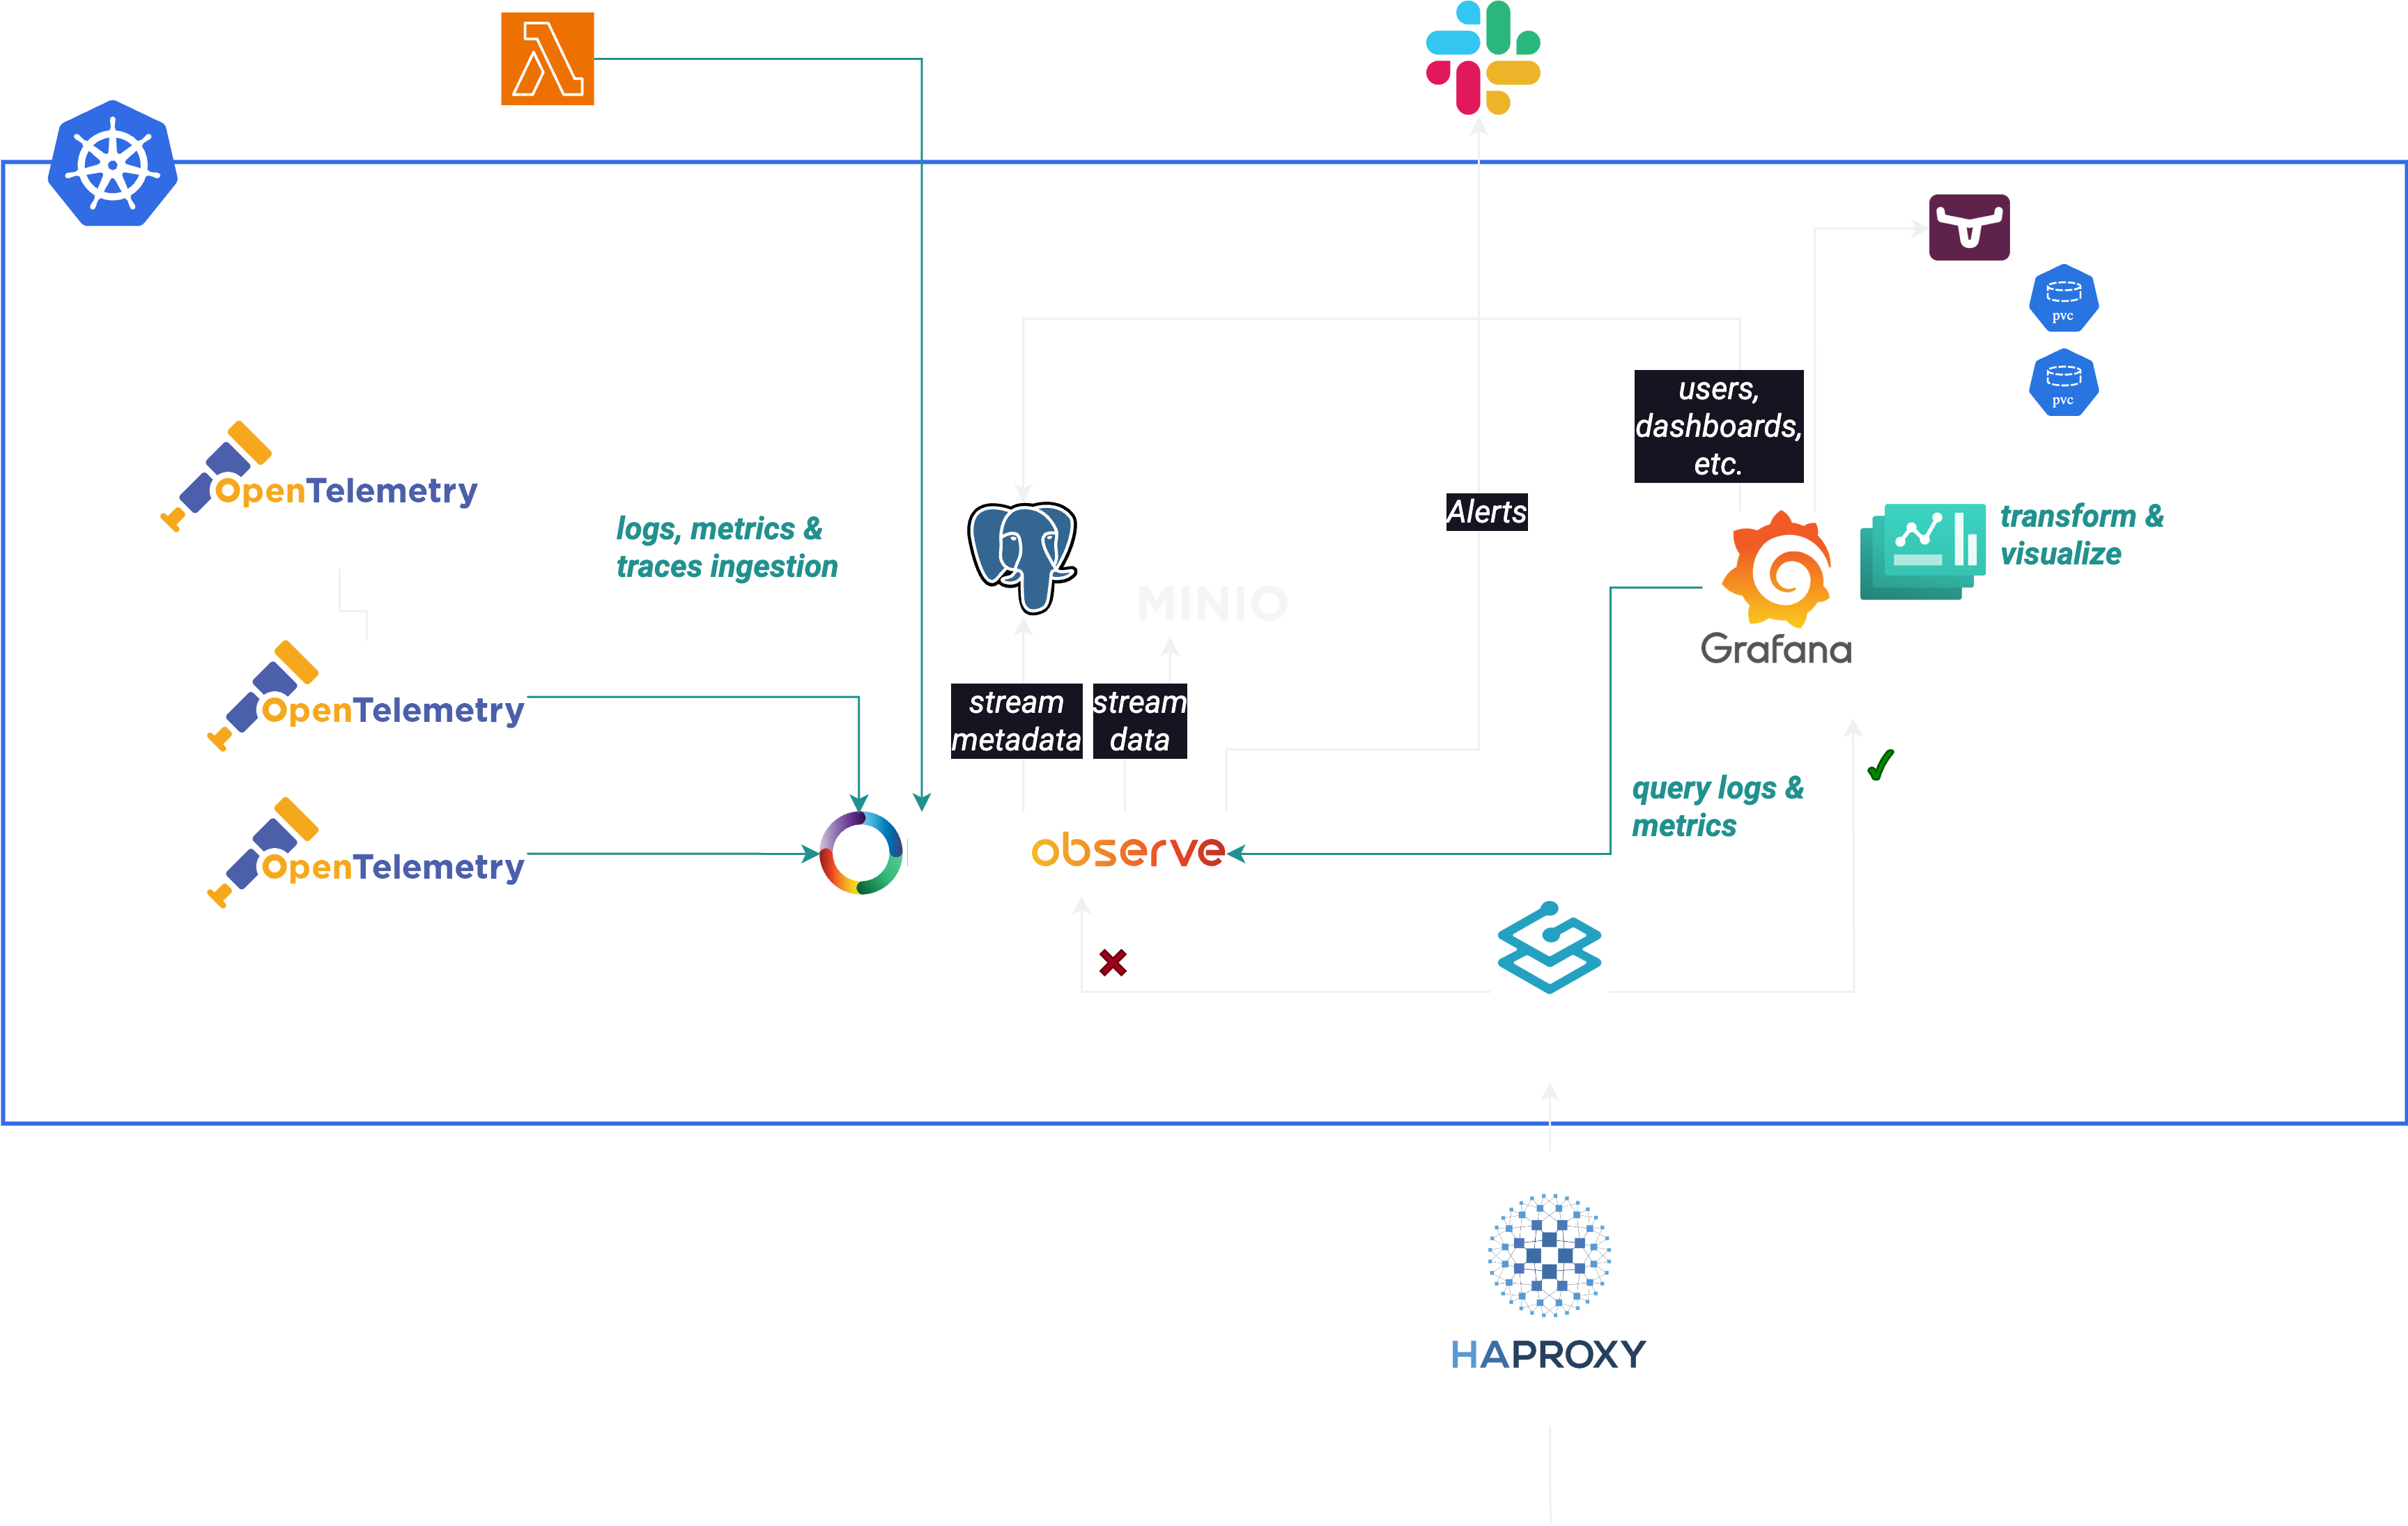 pvc
pvc
users,
dashboards,
etc.
OpenTelemetry
logs, metrics &
traces ingestion
Alerts
transform &
visualize
MINIO
Grafana
OpenTelemetry
stream
metadata
stream
data
query logs &
metrics
OpenTelemetry
observe
HAPROXY